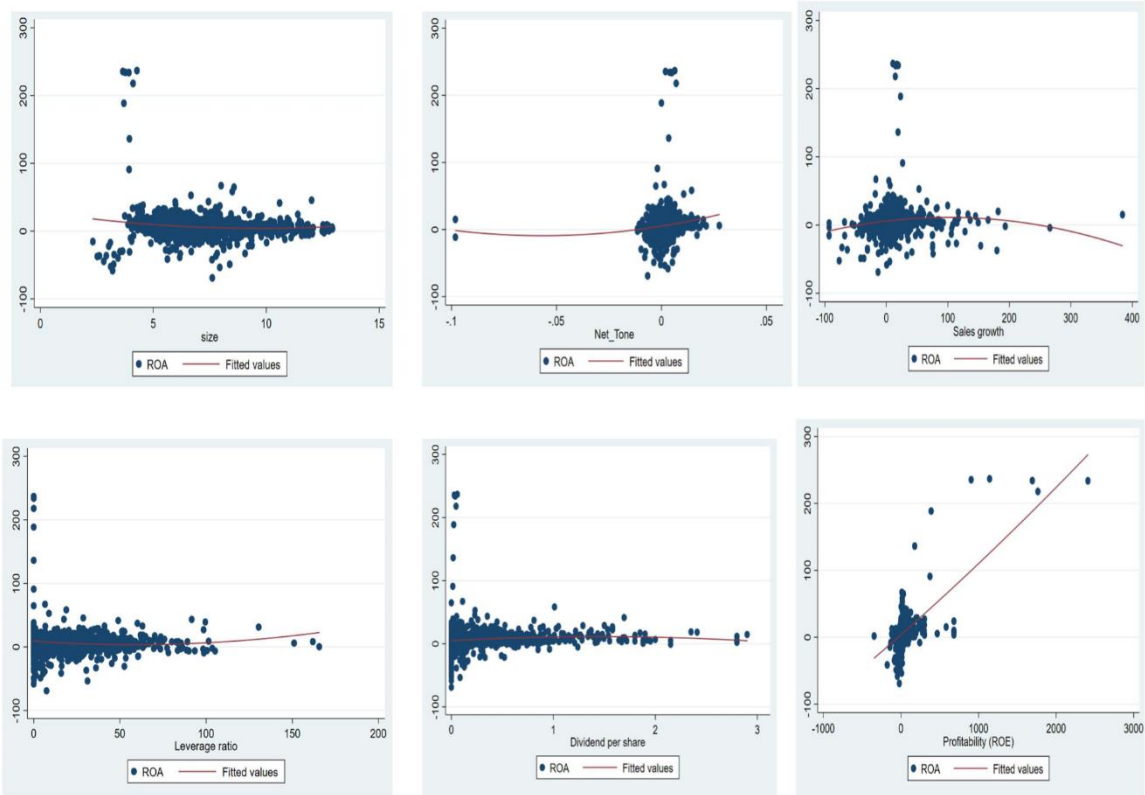 300
200
100
0
-100
0 5 10 15
size
ROA Fitted values
300
200
100
0
-100
-.1 -.05 0 .05
Net_Tone
ROA Fitted values
300
200
100
0
-100
-100 0 100 200 300 400
Sales growth
ROA Fitted values
300
200
100
0
-100
0 50 100 150 200
Leverage ratio
ROA Fitted values
300
200
100
0
-100
0 1 2 3
Dividend per share
ROA Fitted values
300
200
100
0
-100
-1000 0 1000 2000 3000
Profitability (ROE)
ROA Fitted values